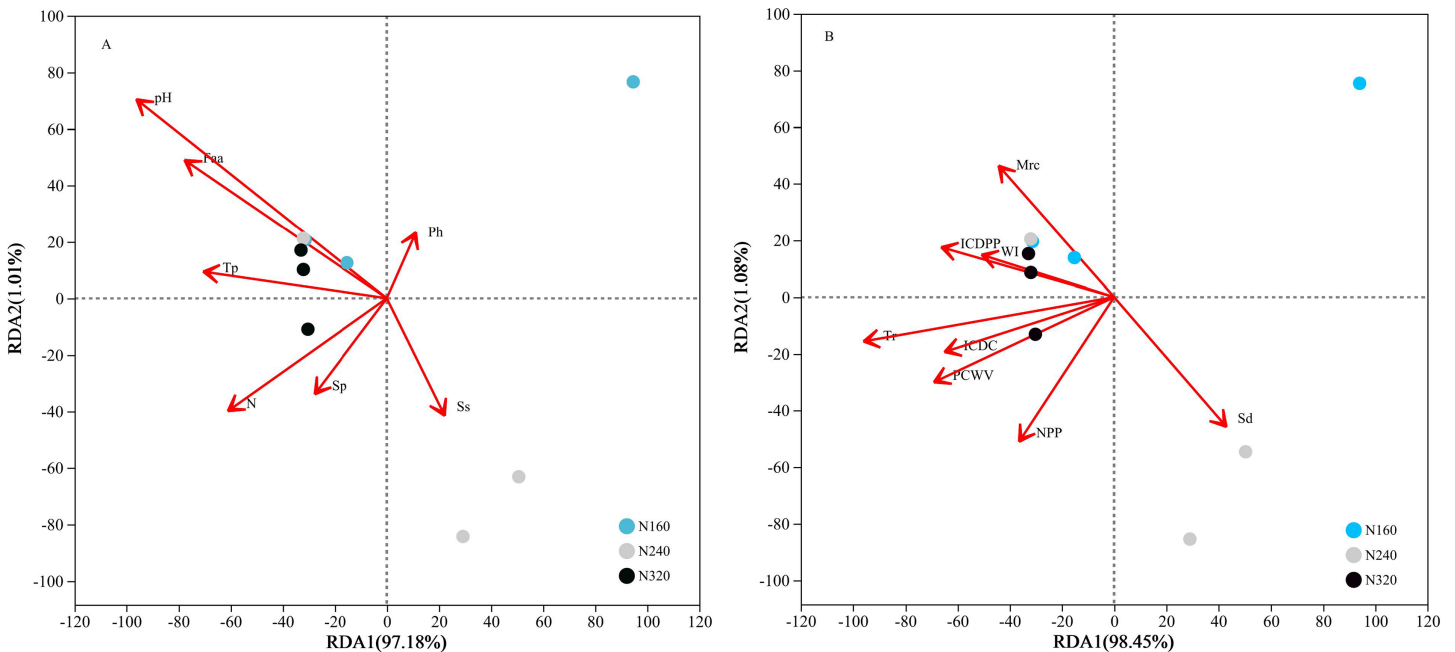 A
100
80
60
40
20
0
-20
-40
-60
-80
-100
RDA2(1.01%)
pH
Faa
Ph
Tp
Sp
N
Ss
N160
N240
N320
-120
-100
-80
-60
-40
-20
0
20
40
60
80
100
120
RDA1(97.18%)
B
100
80
60
40
20
0
-20
-40
-60
-80
-100
RDA2(1.08%)
Mrc
ICDPP
WI
Tr
ICDC
PCWV
NPP
Sd
N160
N240
N320
-120
-100
-80
-60
-40
-20
0
20
40
60
80
100
120
RDA1(98.45%)